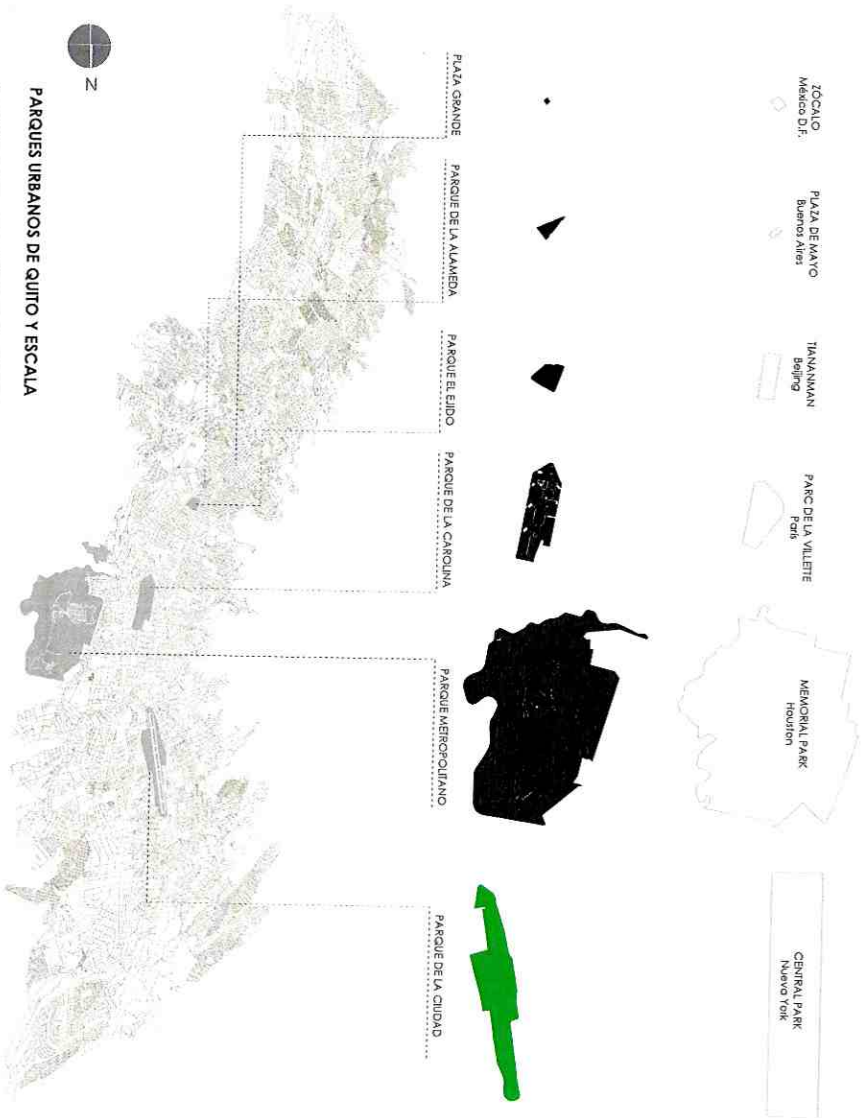 ZÓCALO
México D.F.
PLAZA DE MAYO
Buenos Aires
TIANANMAN
Beijing
PARC DE LA VILLETTE
París
MEMORIAL PARK
Houston
CENTRAL PARK
Nueva York
PLAZA GRANDE
PARQUE DE LA ALAMEDA
PARQUE EL EJIDO
PARQUE DE LA CAROLINA
PARQUE METROPOLITANO
PARQUE DE LA CIUDAD
N
PARQUES URBANOS DE QUITO Y ESCALA